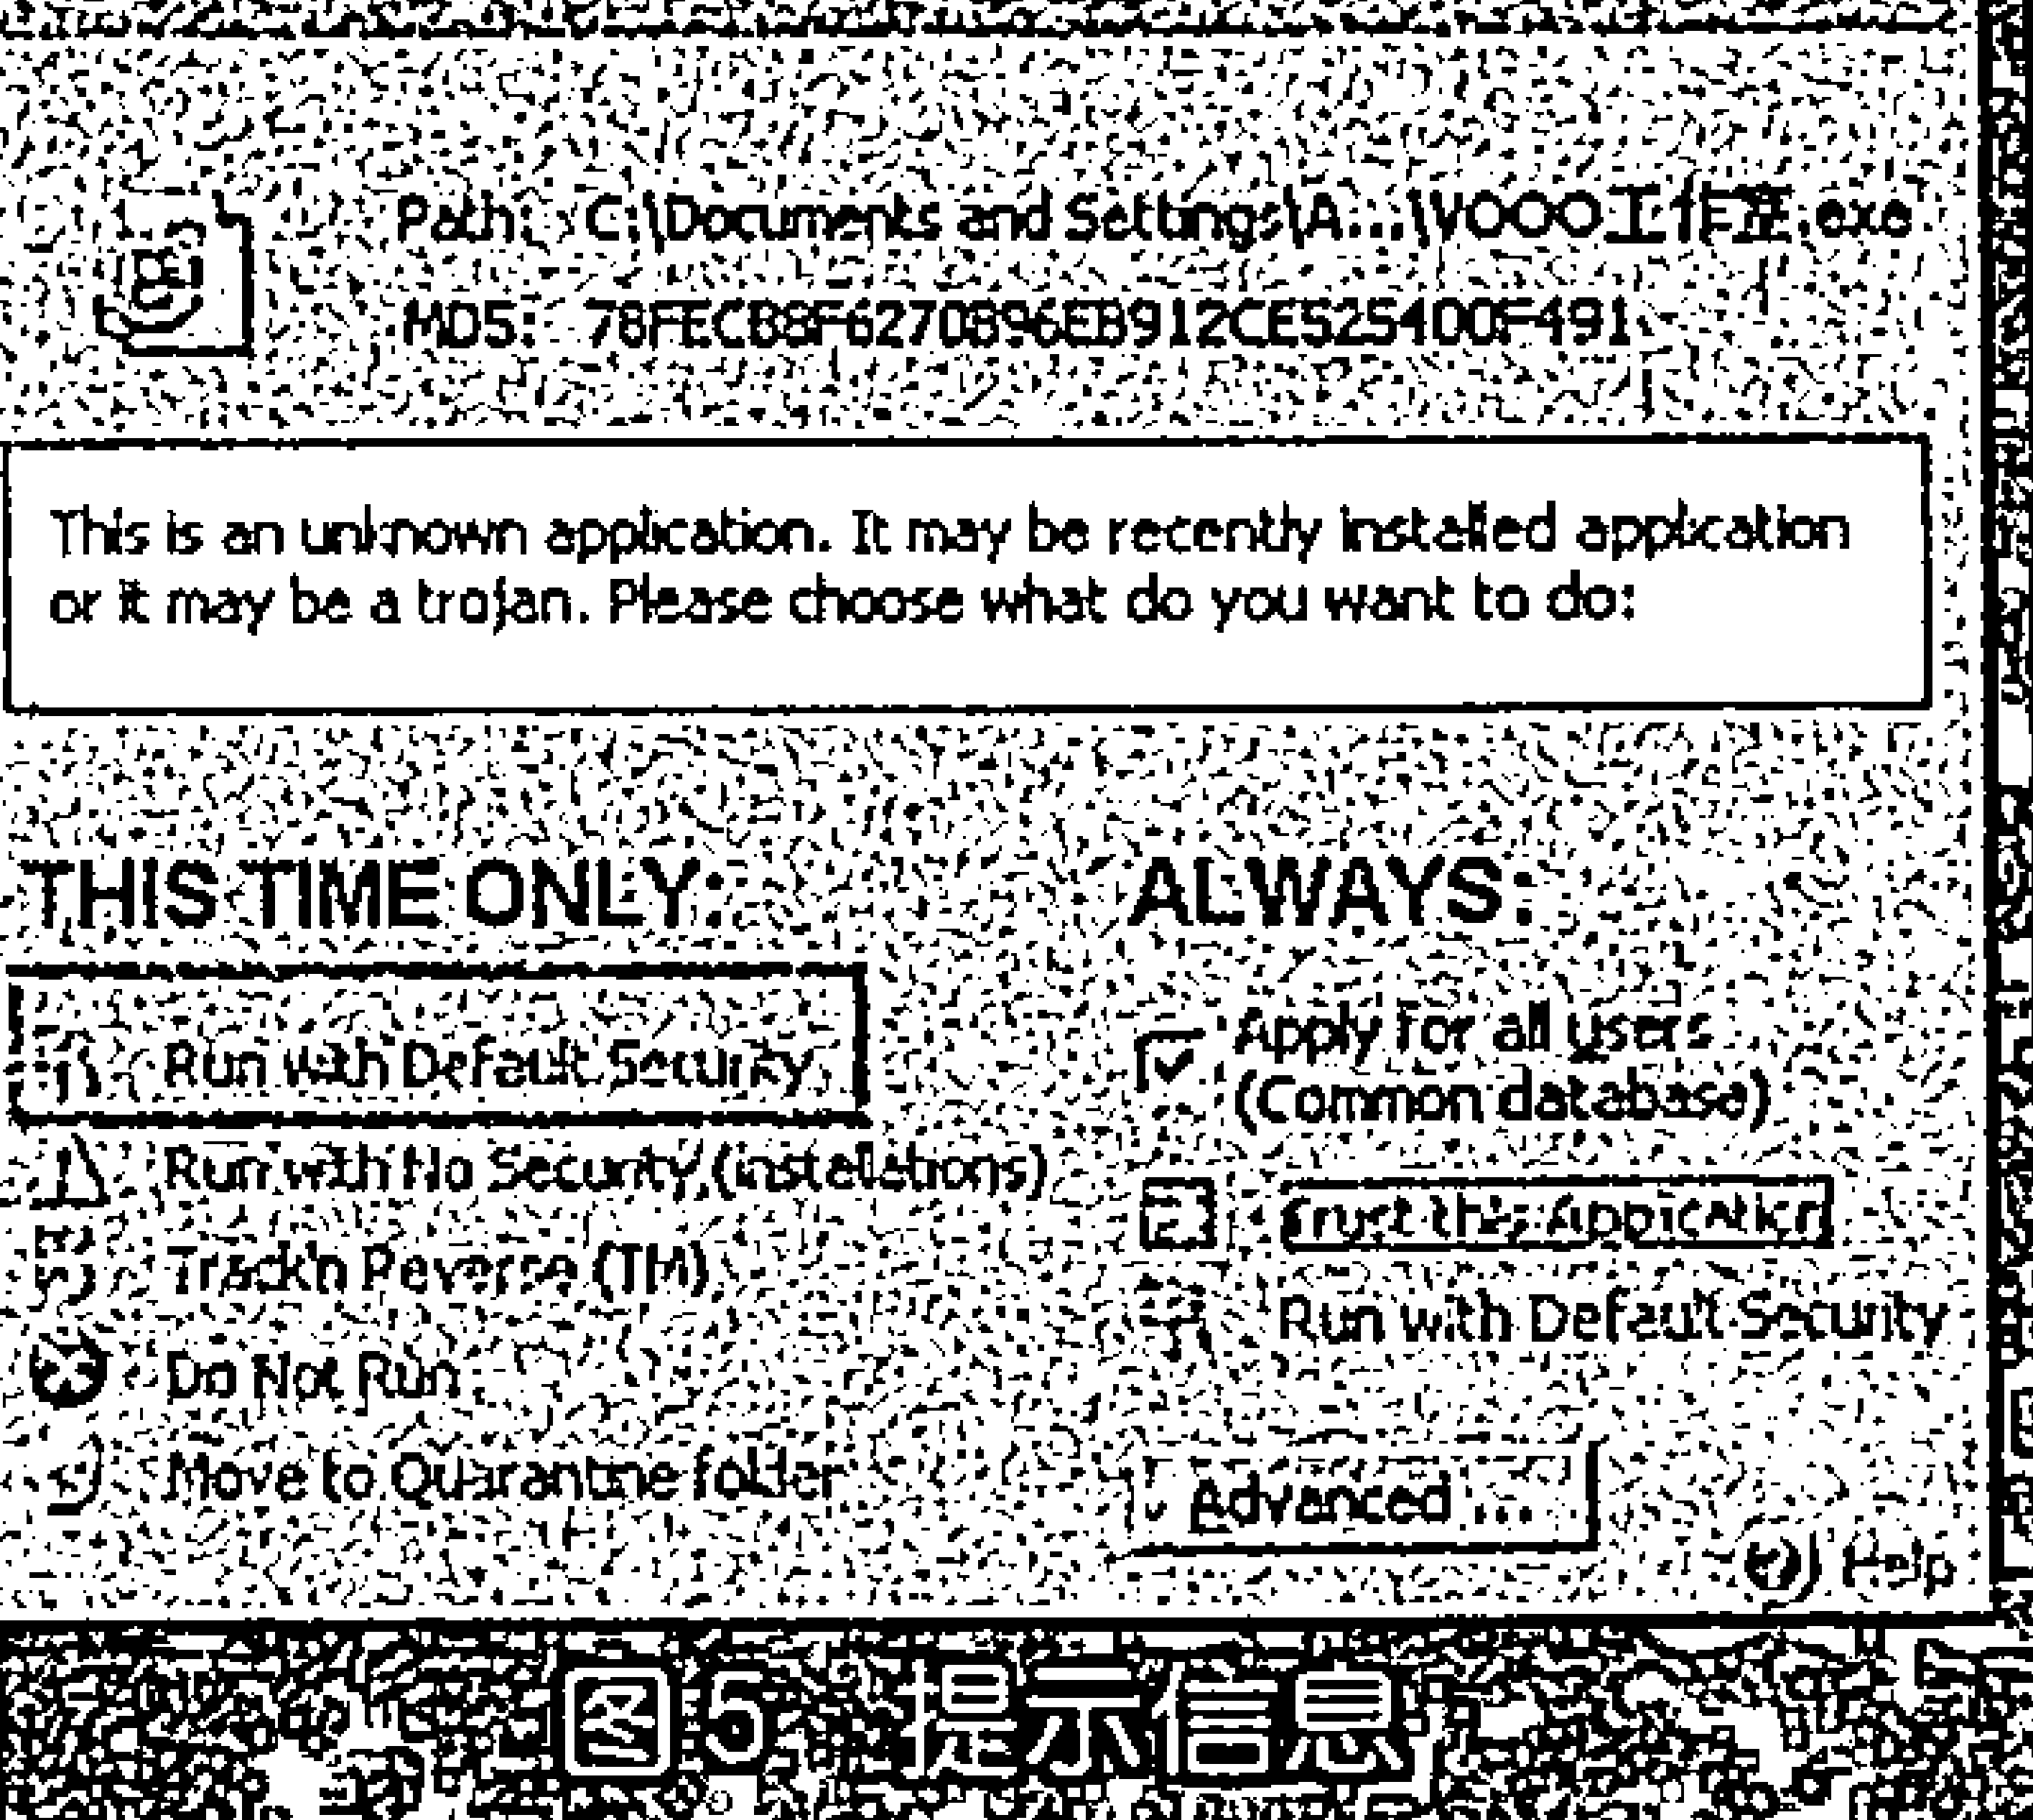 Path: C:\Documents and Settings\A...\VOOO工作室.exe
MD5: 78FECB8F6270896EB912CE525400F491
This is an unknown application. It may be recently installed application
or it may be a trojan. Please choose what do you want to do:
THIS TIME ONLY:
Run with Default Security
Run with No Security (installations)
Track'n Reverse (TM)
Do Not Run
Move to Quarantine folder
ALWAYS:
Apply for all users
(Common database)
Trust this Application
Run with Default Security
Advanced ...
Help
图5 提示信息